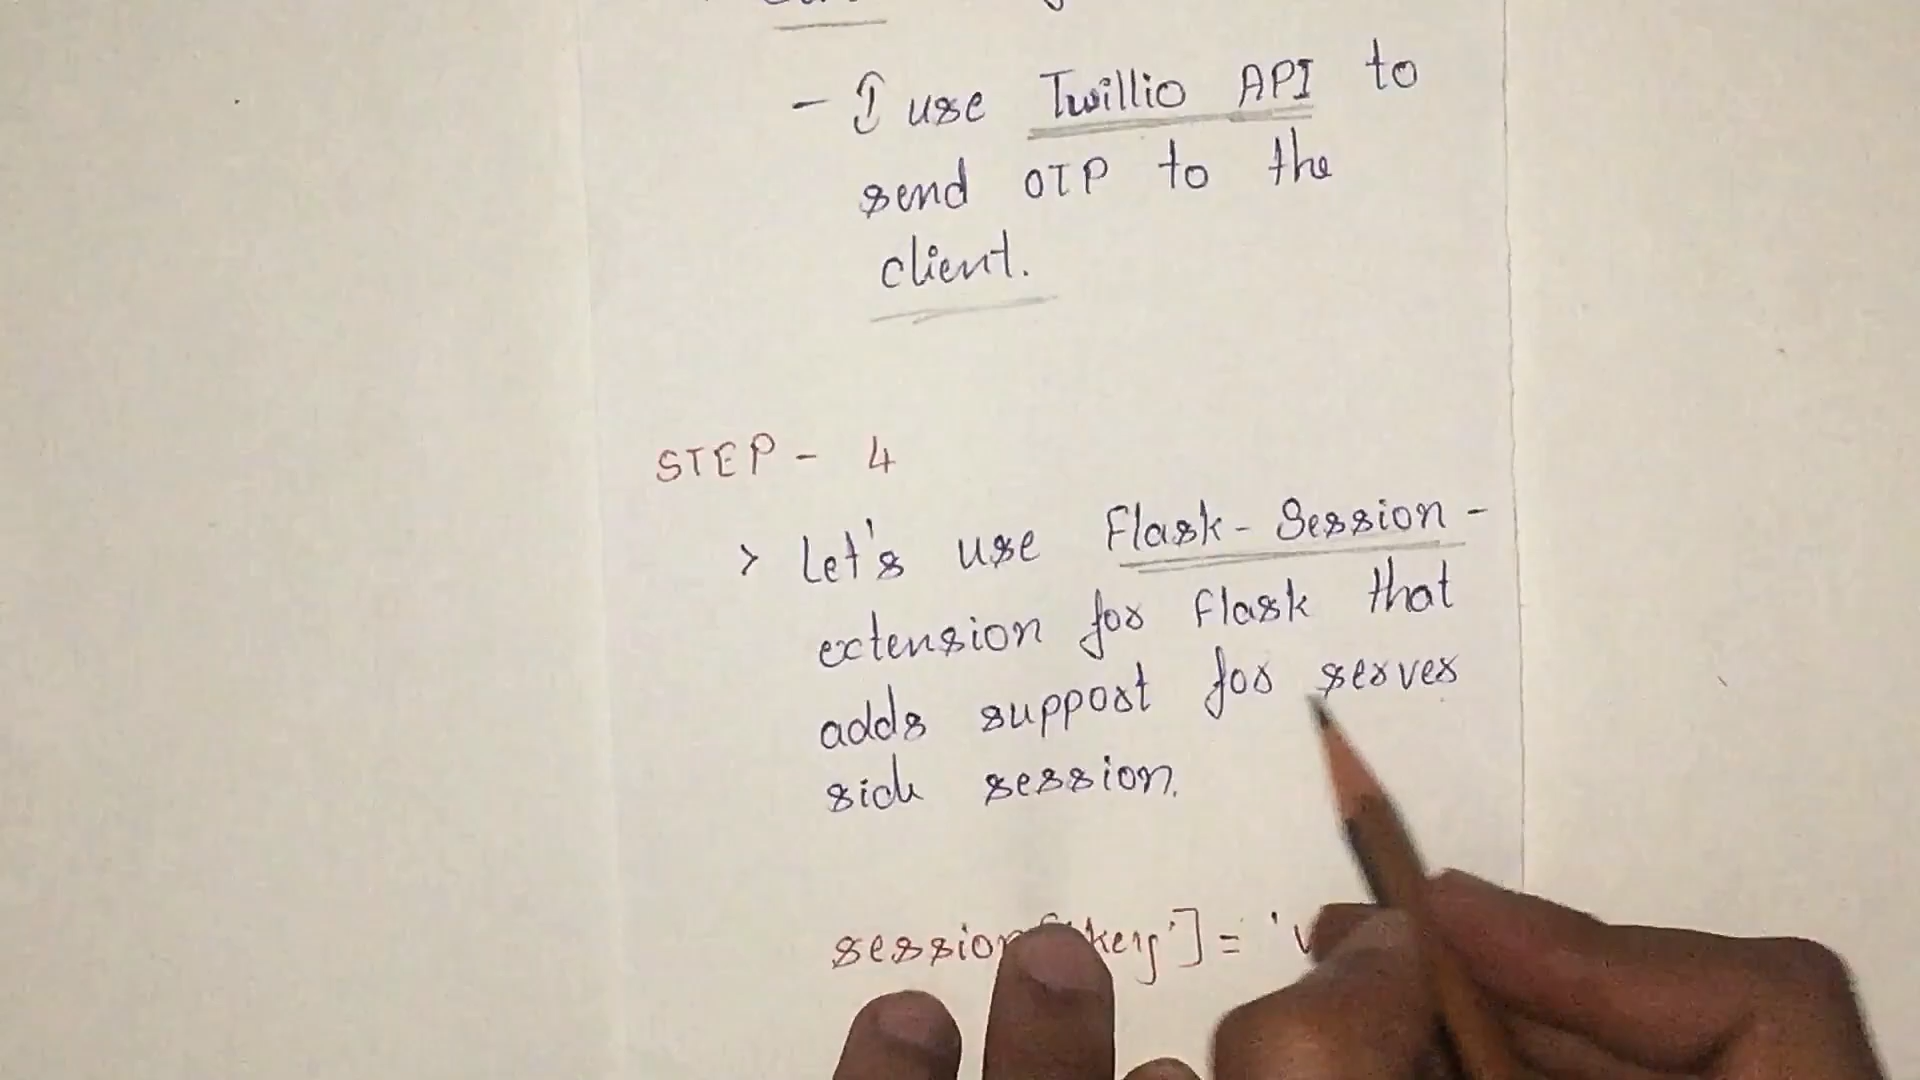 - I use Twillio API to
send OTP to the
client.
STEP - 4
> Let's use Flask-Session -
extension for Flask that
adds support for server
side session.
key'] = '